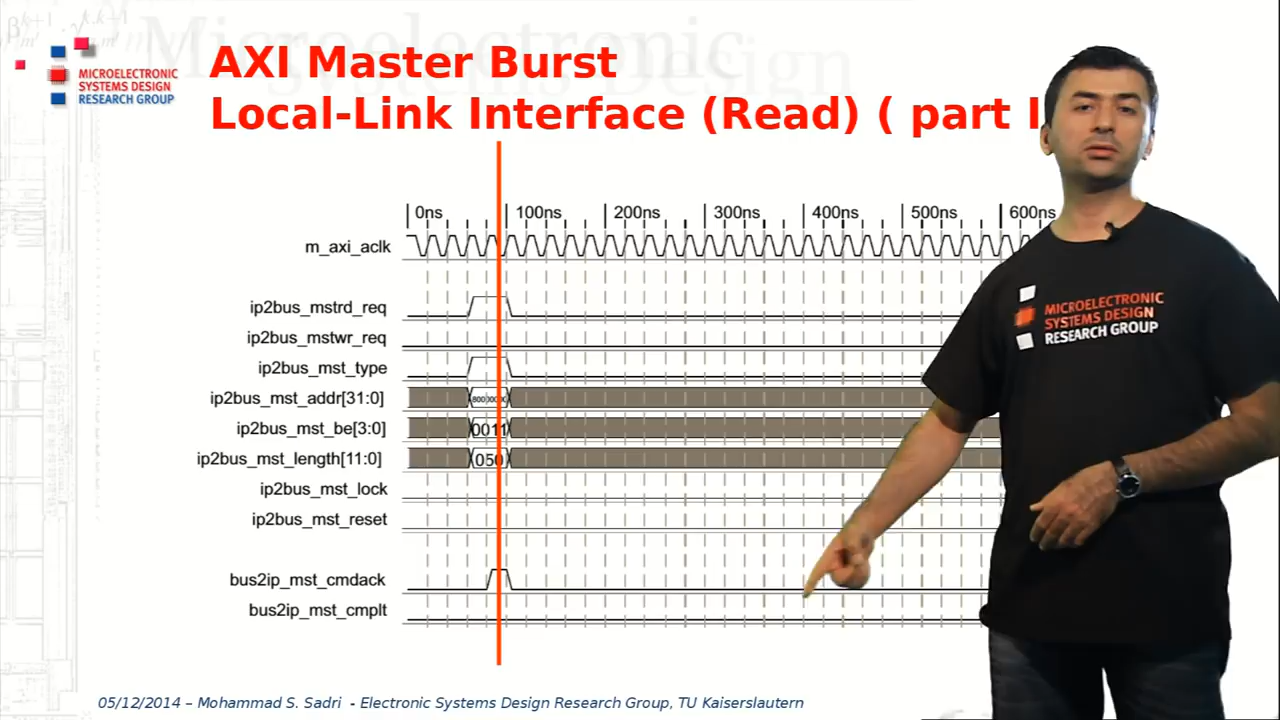 AXI Master Burst
Local-Link Interface (Read) ( part I
MICROELECTRONIC
SYSTEMS DESIGN
RESEARCH GROUP
0ns 100ns 200ns 300ns 400ns 500ns 600ns
m_axi_aclk
ip2bus_mstrd_req
ip2bus_mstwr_req
ip2bus_mst_type
ip2bus_mst_addr[31:0]
ip2bus_mst_be[3:0] 0011
ip2bus_mst_length[11:0] 050
ip2bus_mst_lock
ip2bus_mst_reset
bus2ip_mst_cmdack
bus2ip_mst_cmplt
MICROELECTRONIC
SYSTEMS DESIGN
RESEARCH GROUP
05/12/2014 – Mohammad S. Sadri - Electronic Systems Design Research Group, TU Kaiserslautern